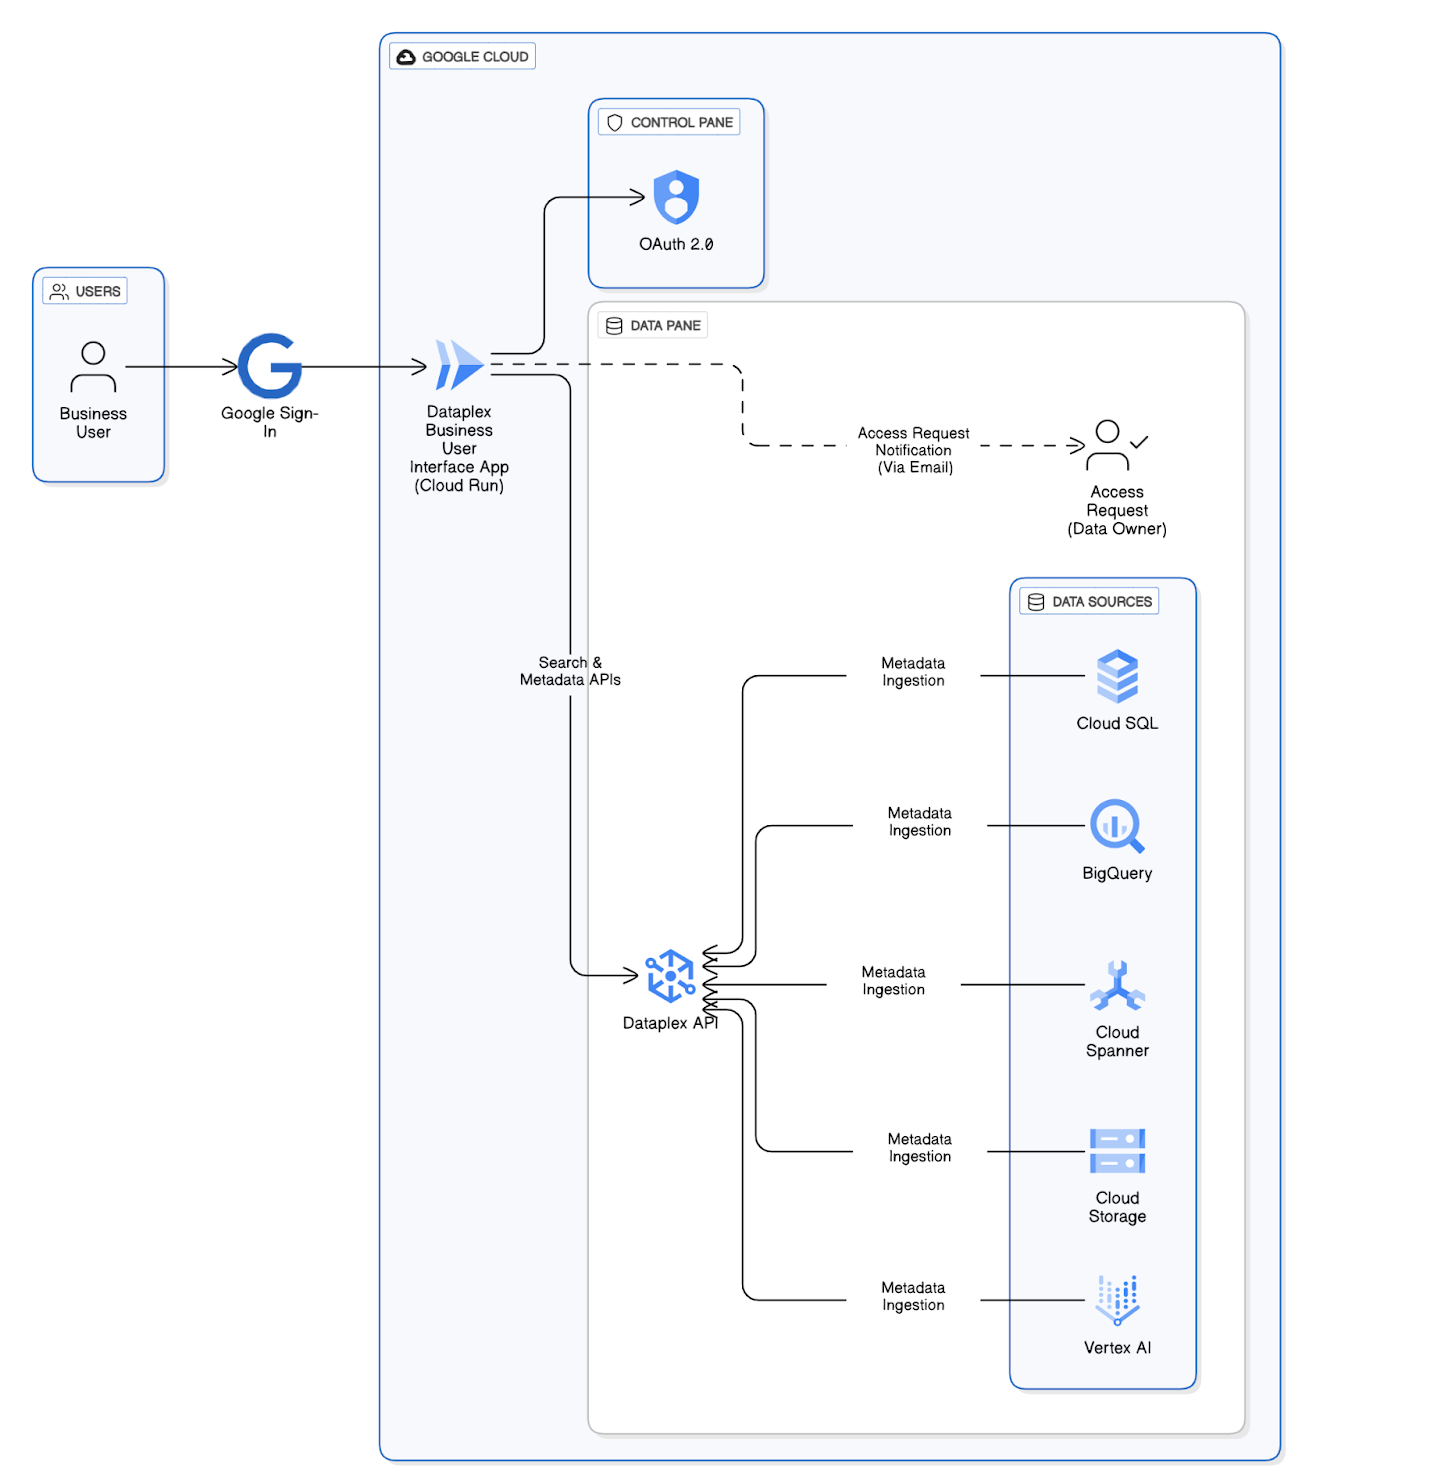 GOOGLE CLOUD
CONTROL PANE
OAuth 2.0
USERS
Business
User
Google Sign-
In
Dataplex
Business
User
Interface App
(Cloud Run)
DATA PANE
Access Request
Notification
(Via Email)
Access
Request
(Data Owner)
DATA SOURCES
Search &
Metadata APIs
Metadata
Ingestion
Cloud SQL
Metadata
Ingestion
BigQuery
Dataplex API
Metadata
Ingestion
Cloud
Spanner
Metadata
Ingestion
Cloud
Storage
Metadata
Ingestion
Vertex AI